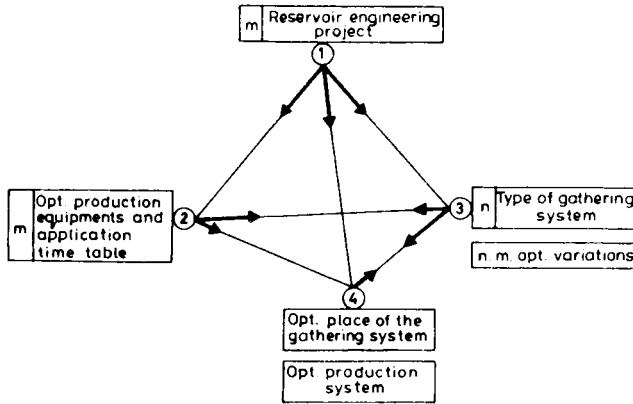 m
Reservoir engineering
project
1
m
Opt. production
equipments and
application
time table
2
3
n
Type of gathering
system
n. m. opt. variations
4
Opt. place of the
gathering system
Opt. production
system